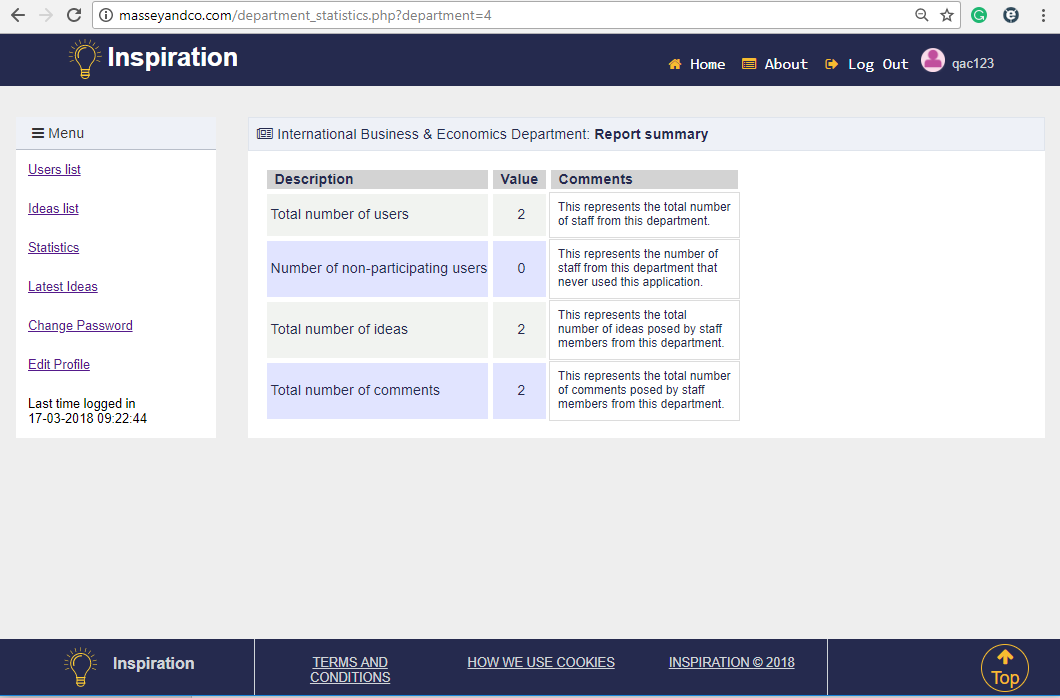 masseyandco.com/department_statistics.php?department=4
Inspiration
Home About Log Out qac123
Menu
Users list
Ideas list
Statistics
Latest Ideas
Change Password
Edit Profile
Last time logged in
17-03-2018 09:22:44
International Business & Economics Department: Report summary
Description Value Comments
Total number of users 2
This represents the total number
of staff from this department.
Number of non-participating users 0
This represents the number of
staff from this department that
never used this application.
Total number of ideas 2
This represents the total
number of ideas posed by staff
members from this department.
Total number of comments 2
This represents the total number
of comments posed by staff
members from this department.
Inspiration
TERMS AND
CONDITIONS
HOW WE USE COOKIES
INSPIRATION © 2018
Top